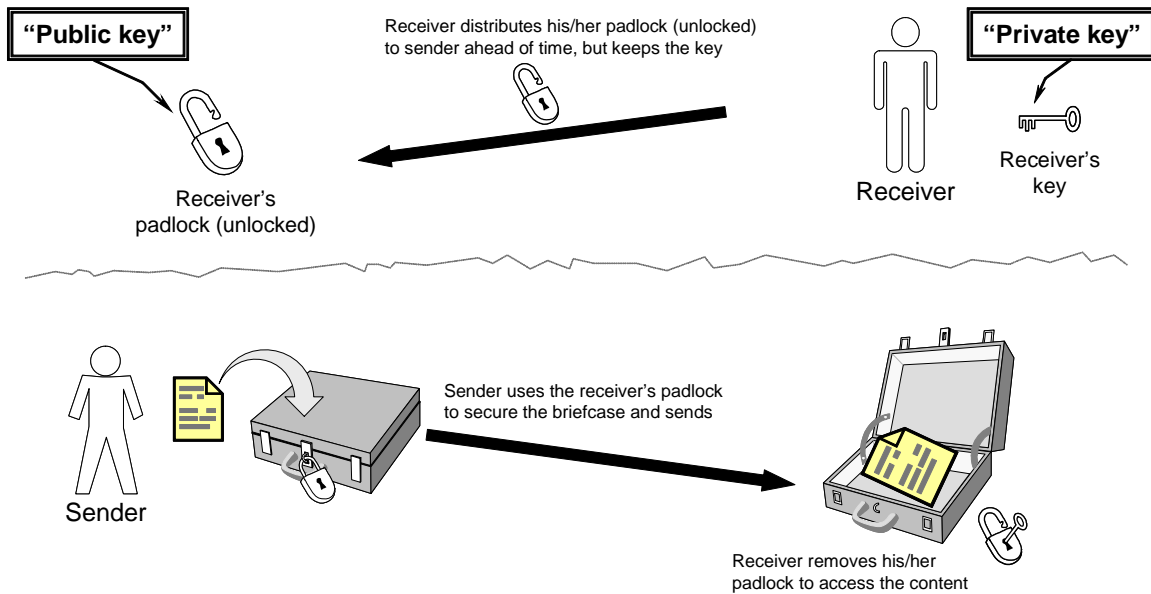 “Public key”
Receiver distributes his/her padlock (unlocked)
to sender ahead of time, but keeps the key
“Private key”
Receiver’s
padlock (unlocked)
Receiver
Receiver’s
key
Sender uses the receiver’s padlock
to secure the briefcase and sends
Sender
Receiver removes his/her
padlock to access the content